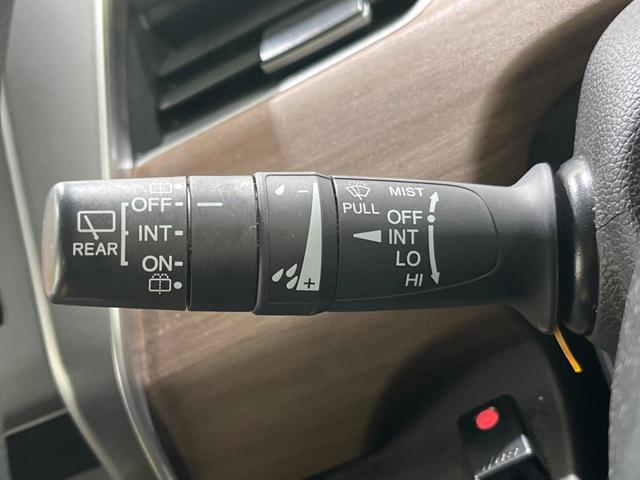 REAR
OFF
INT
ON
- 
+
PULL
MIST
OFF
INT
LO
HI